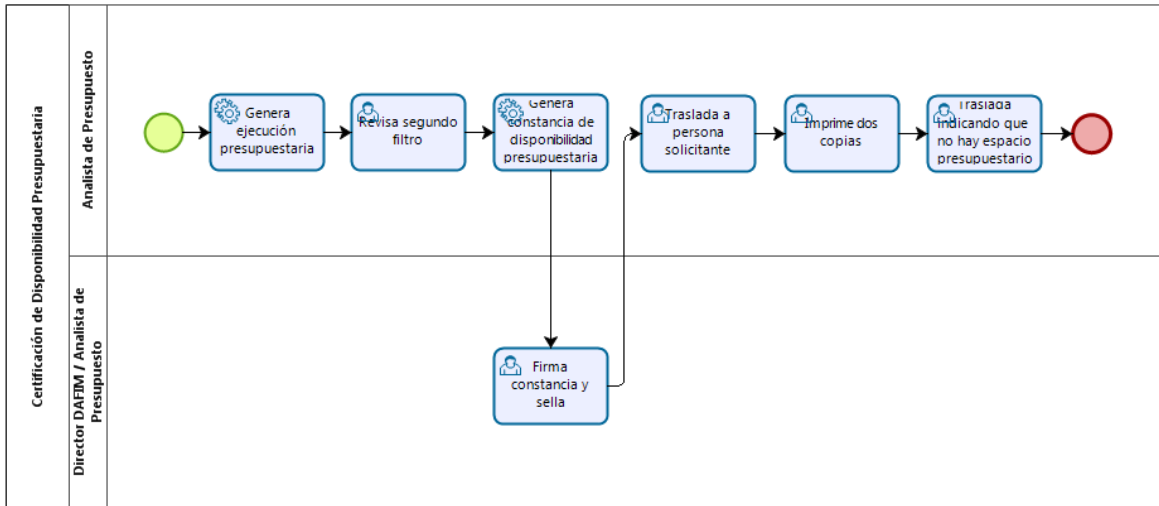 Certificación de Disponibilidad Presupuestaria
Analista de Presupuesto
Genera
ejecución
presupuestaria
Revisa segundo
filtro
Genera
constancia de
disponibilidad
presupuestaria
Traslada a
persona
solicitante
Imprime dos
copias
Traslada
indicando que
no hay espacio
presupuestario
Director DAFIM / Analista de
Presupuesto
Firma
constancia y
sella